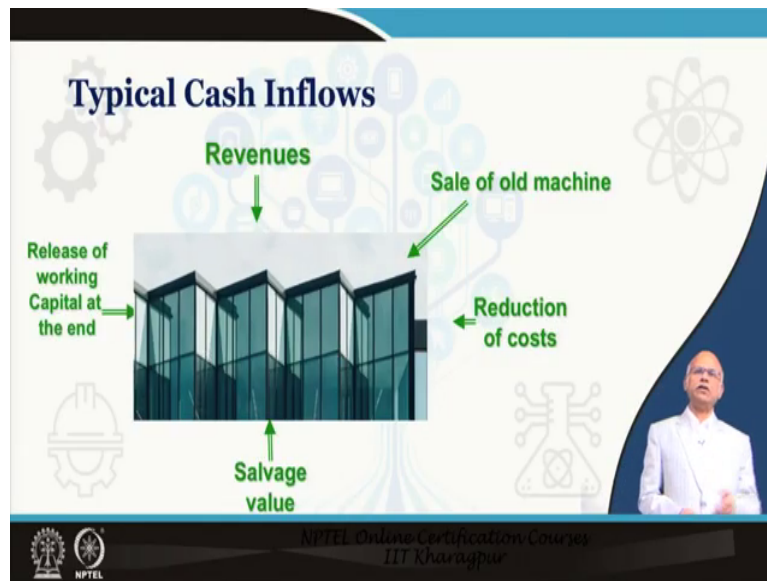 Typical Cash Inflows
Revenues
Sale of old machine
Release of
working
Capital at
the end
Reduction
of costs
Salvage
value
NPTEL Online Certification Courses
IIT Kharagpur
NPTEL